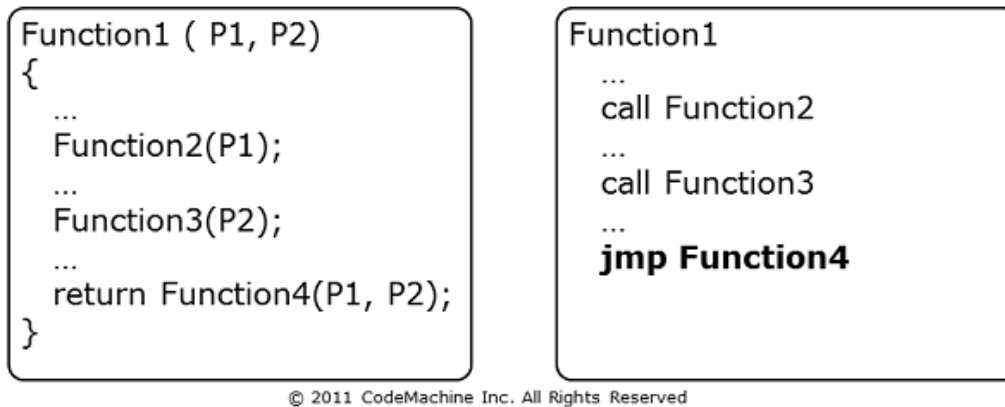 Function1 ( P1, P2)
{
...
Function2(P1);
...
Function3(P2);
...
return Function4(P1, P2);
}
Function1
...
call Function2
...
call Function3
...
jmp Function4
© 2011 CodeMachine Inc. All Rights Reserved